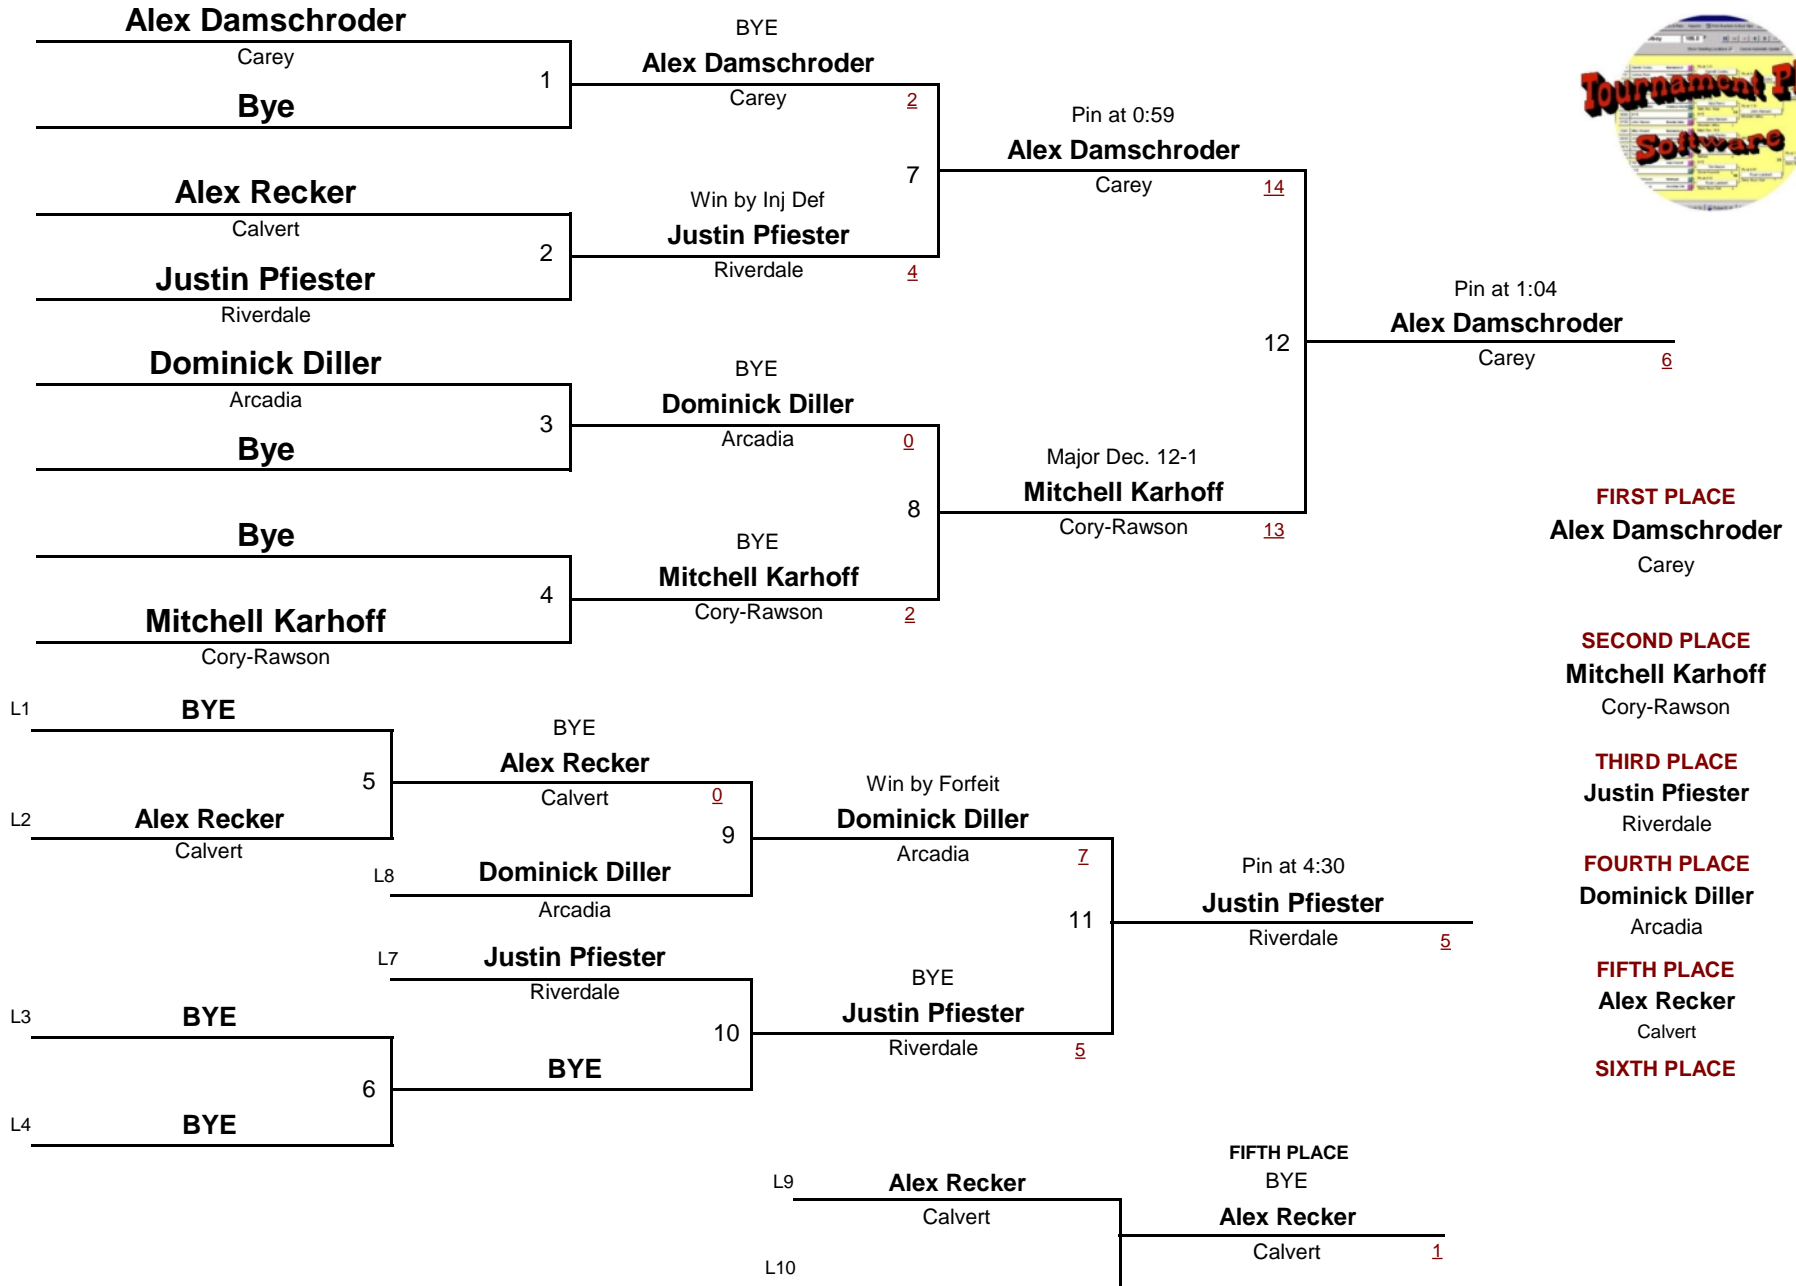 Alex Damschroder
Carey
1
Bye
BYE
Alex Damschroder
Carey
2
Alex Recker
Calvert
2
Justin Pfiester
Riverdale
7
Win by Inj Def
Justin Pfiester
Riverdale
4
Pin at 0:59
Alex Damschroder
Carey
14
Dominick Diller
Arcadia
3
Bye
BYE
Dominick Diller
Arcadia
0
Bye
4
Mitchell Karhoff
Cory-Rawson
8
BYE
Mitchell Karhoff
Cory-Rawson
2
Major Dec. 12-1
Mitchell Karhoff
Cory-Rawson
13
12
Pin at 1:04
Alex Damschroder
Carey
6
Tournament P
Software
FIRST PLACE
Alex Damschroder
Carey
SECOND PLACE
Mitchell Karhoff
Cory-Rawson
THIRD PLACE
Justin Pfiester
Riverdale
FOURTH PLACE
Dominick Diller
Arcadia
FIFTH PLACE
Alex Recker
Calvert
SIXTH PLACE
L1
BYE
5
L2
Alex Recker
Calvert
BYE
Alex Recker
Calvert
0
9
L8
Dominick Diller
Arcadia
Win by Forfeit
Dominick Diller
Arcadia
7
L7
Justin Pfiester
Riverdale
10
BYE
L3
BYE
6
L4
BYE
BYE
Justin Pfiester
Riverdale
5
11
Pin at 4:30
Justin Pfiester
Riverdale
5
FIFTH PLACE
L9
Alex Recker
Calvert
L10
BYE
Alex Recker
Calvert
1